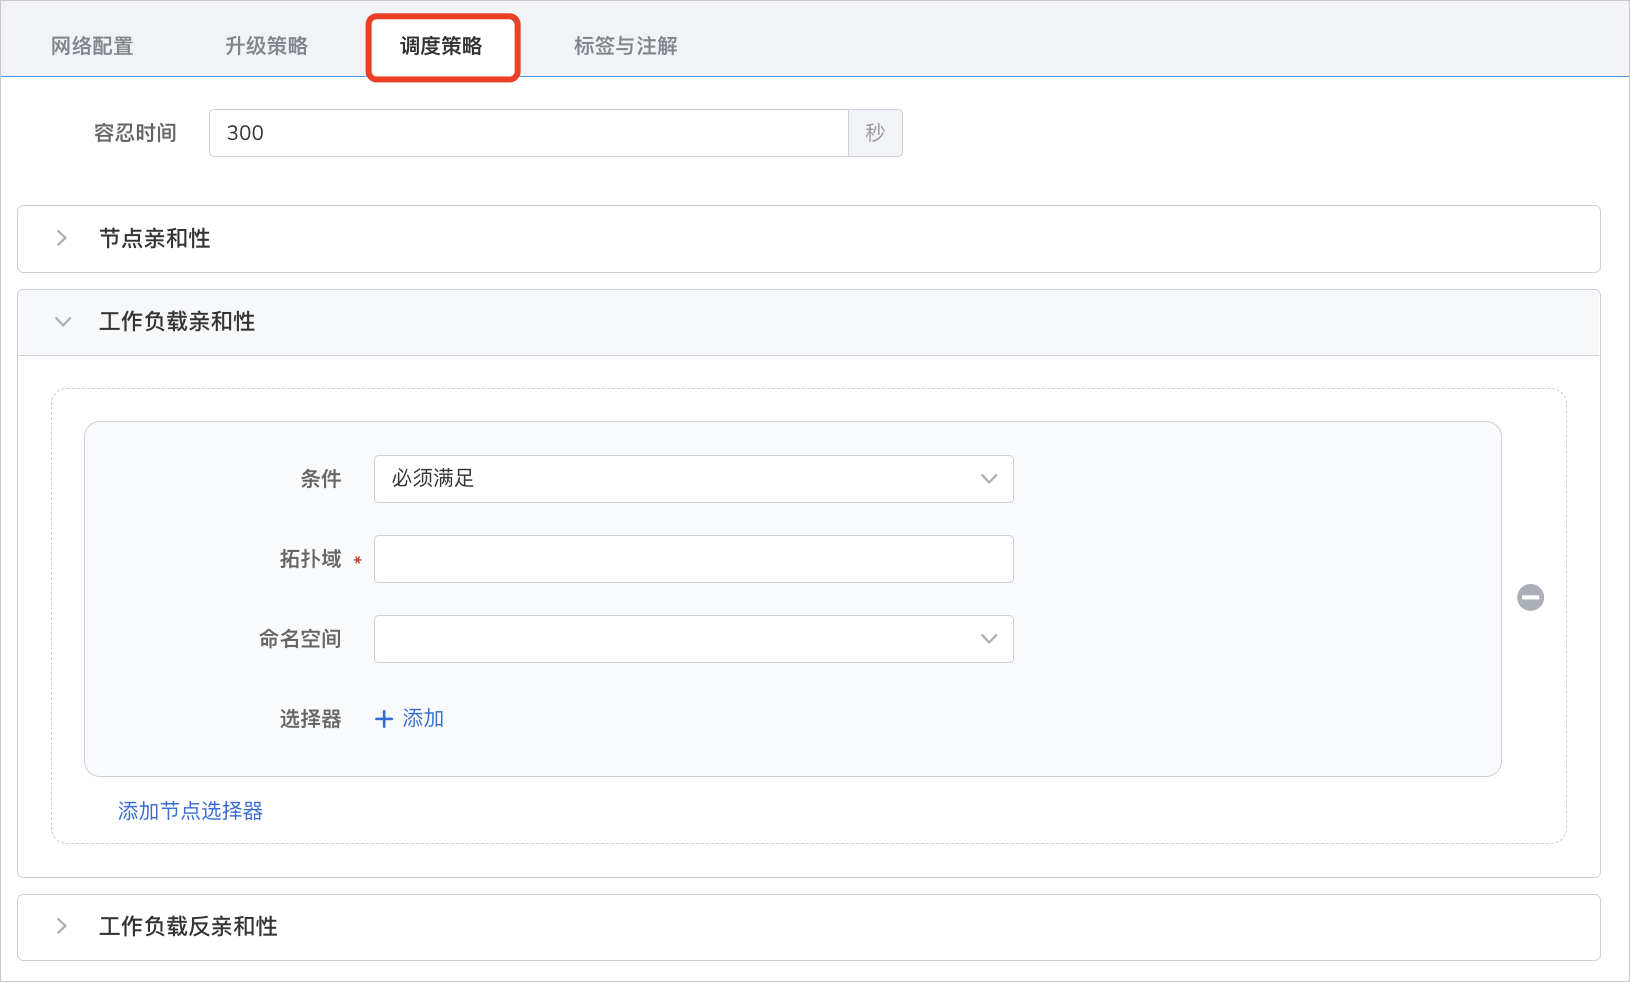 网络配置 升级策略 调度策略 标签与注解
容忍时间 300 秒
节点亲和性
工作负载亲和性
条件 必须满足
拓扑域 *
命名空间
选择器 + 添加
添加节点选择器
工作负载反亲和性